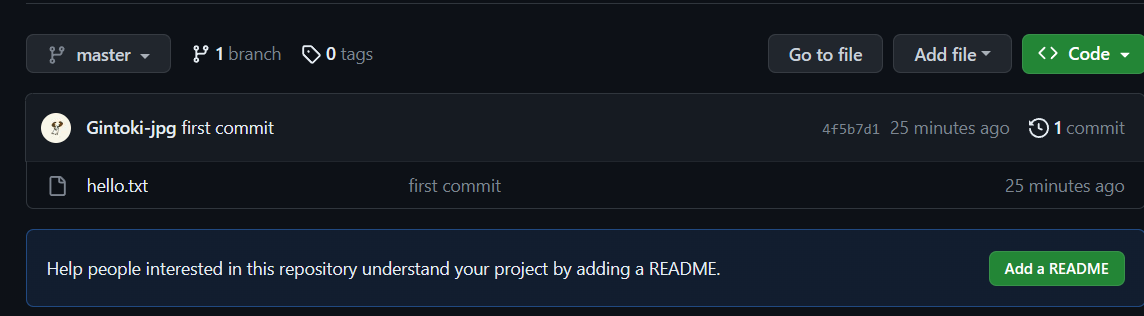 master 1 branch 0 tags Go to file Add file Code
Gintoki-jpg first commit 4f5b7d1 25 minutes ago 1 commit
hello.txt first commit 25 minutes ago
Help people interested in this repository understand your project by adding a README. Add a README